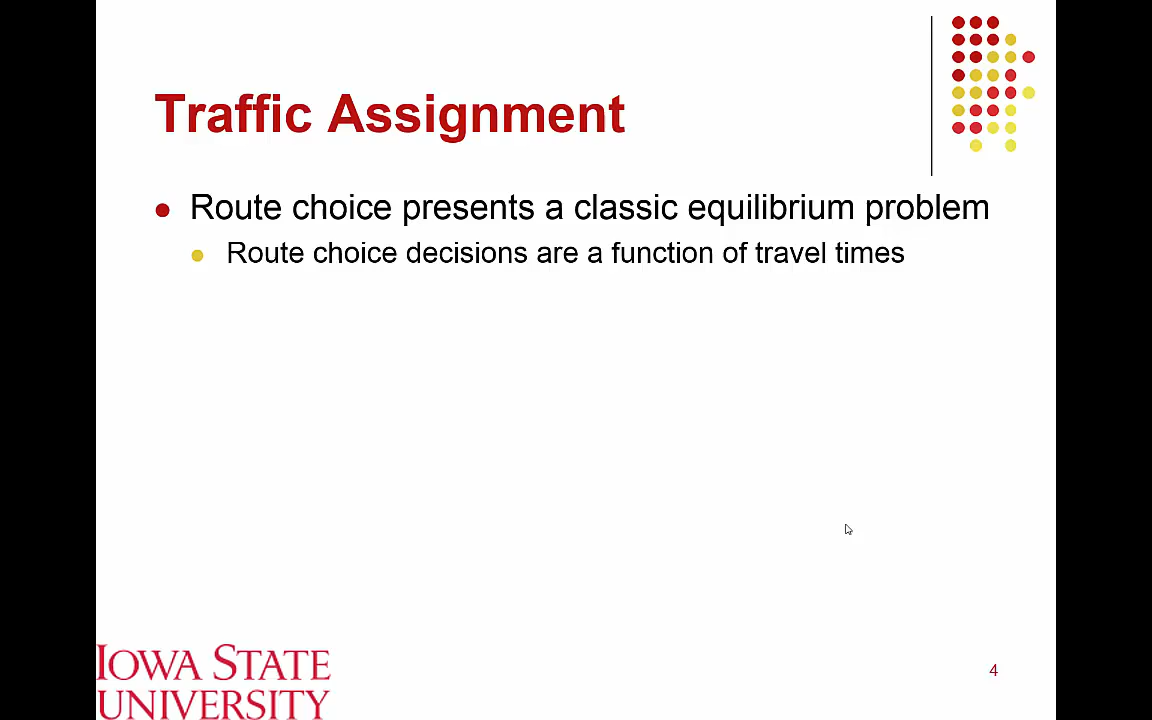 Traffic Assignment
Route choice presents a classic equilibrium problem
Route choice decisions are a function of travel times
IOWA STATE
UNIVERSITY
4